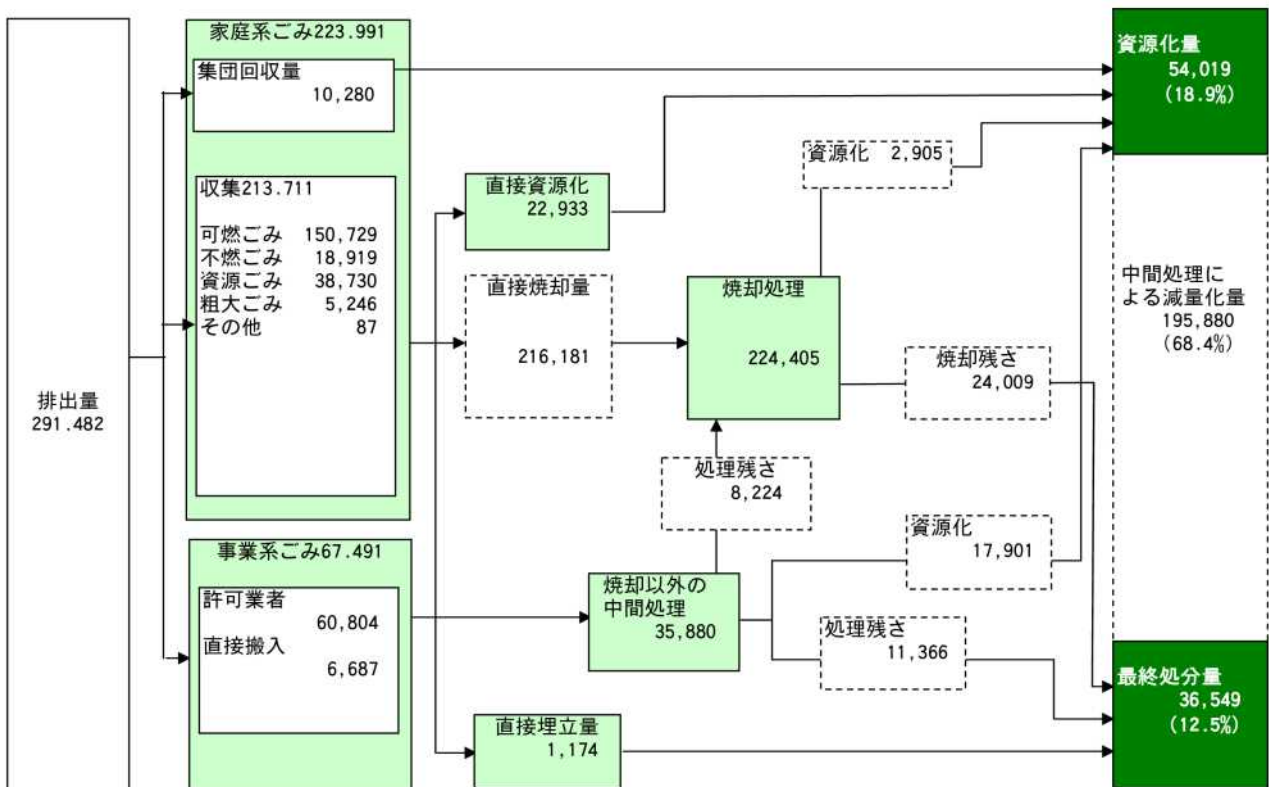 排出量
291.482
家庭系ごみ223.991
集団回収量
10,280
収集213.711
可燃ごみ 150,729
不燃ごみ 18,919
資源ごみ 38,730
粗大ごみ 5,246
その他 87
事業系ごみ67.491
許可業者
60,804
直接搬入
6,687
直接資源化
22,933
直接焼却量
216,181
焼却以外の
中間処理
35,880
直接埋立量
1,174
処理残さ
8,224
焼却処理
224,405
資源化 2,905
焼却残さ
24,009
資源化
17,901
処理残さ
11,366
資源化量
54,019
(18.9%)
中間処理に
よる減量化量
195,880
(68.4%)
最終処分量
36,549
(12.5%)